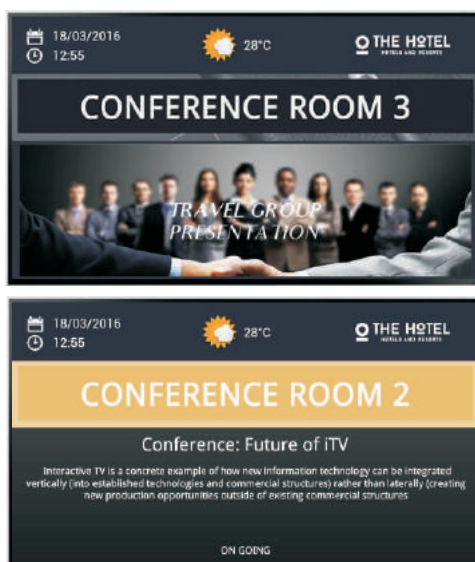 18/03/2016
12:55
28°C
THE HOTEL
HOTELS AND RESORTS
CONFERENCE ROOM 3
TRAVEL GROUP
PRESENTATION
18/03/2016
12:55
28°C
THE HOTEL
HOTELS AND RESORTS
CONFERENCE ROOM 2
Conference: Future of iTV
Interactive TV is a concrete example of how new information technology can be integrated
vertically (into established technologies and commercial structures) rather than laterally (creating
new production opportunities outside of existing commercial structures
ON GOING